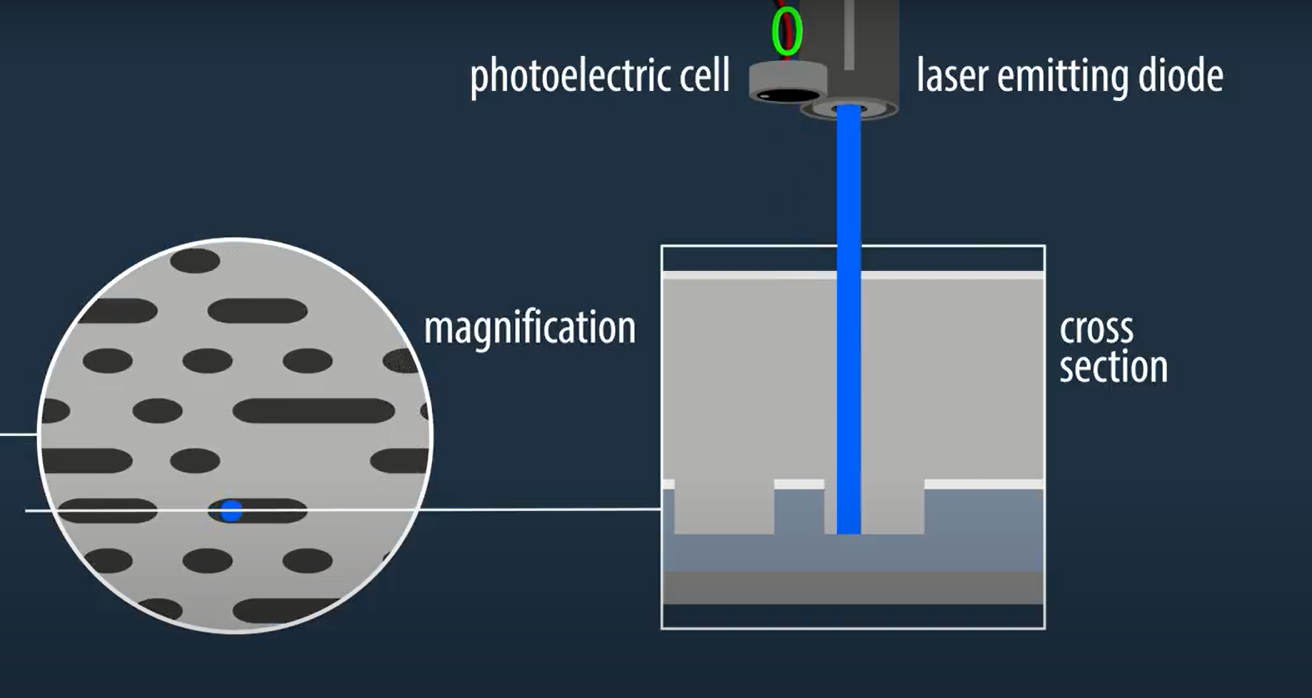 0
photoelectric cell
laser emitting diode
magnification
cross
section